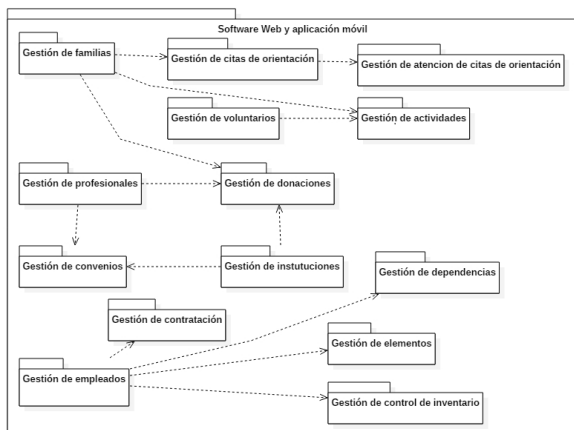 Software Web y aplicación móvil
Gestión de familias
Gestión de citas de orientación
Gestión de atencion de citas de orientación
Gestión de voluntarios
Gestión de actividades
Gestión de profesionales
Gestión de donaciones
Gestión de convenios
Gestión de instutuciones
Gestión de dependencias
Gestión de contratación
Gestión de elementos
Gestión de empleados
Gestión de control de inventario